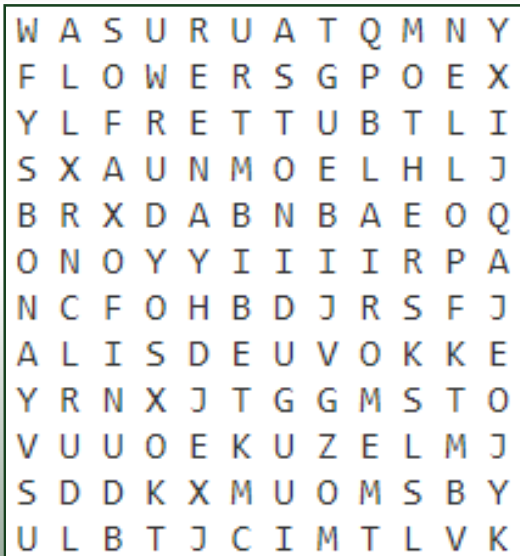 W A S U R U A T Q M N Y
F L O W E R S G P O E X
Y L F R E T T U B T L I
S X A U N M O E L H L J
B R X D A B N B A E O Q
O N O Y Y I I I I R P A
N C F O H B D J R S F J
A L I S D E U V O K K E
Y R N X J T G G M S T O
V U U O E K U Z E L M J
S D D K X M U O M S B Y
U L B T J C I M T L V K